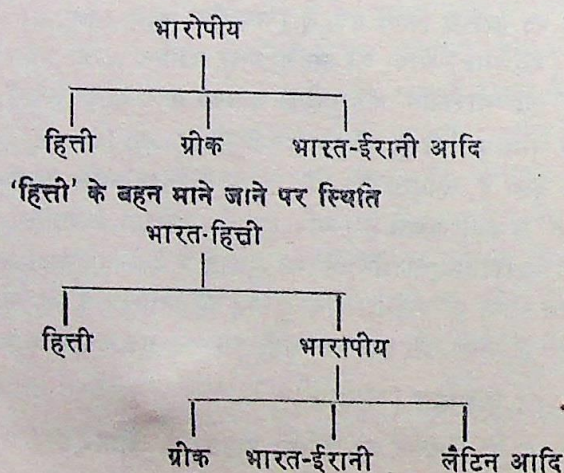 भारोपीय
हित्ती ग्रीक भारत-ईरानी आदि
'हित्ती' के बहन माने जाने पर स्थिति
भारत-हित्ती
हित्ती भारोपीय
ग्रीक भारत-ईरानी लैटिन आदि